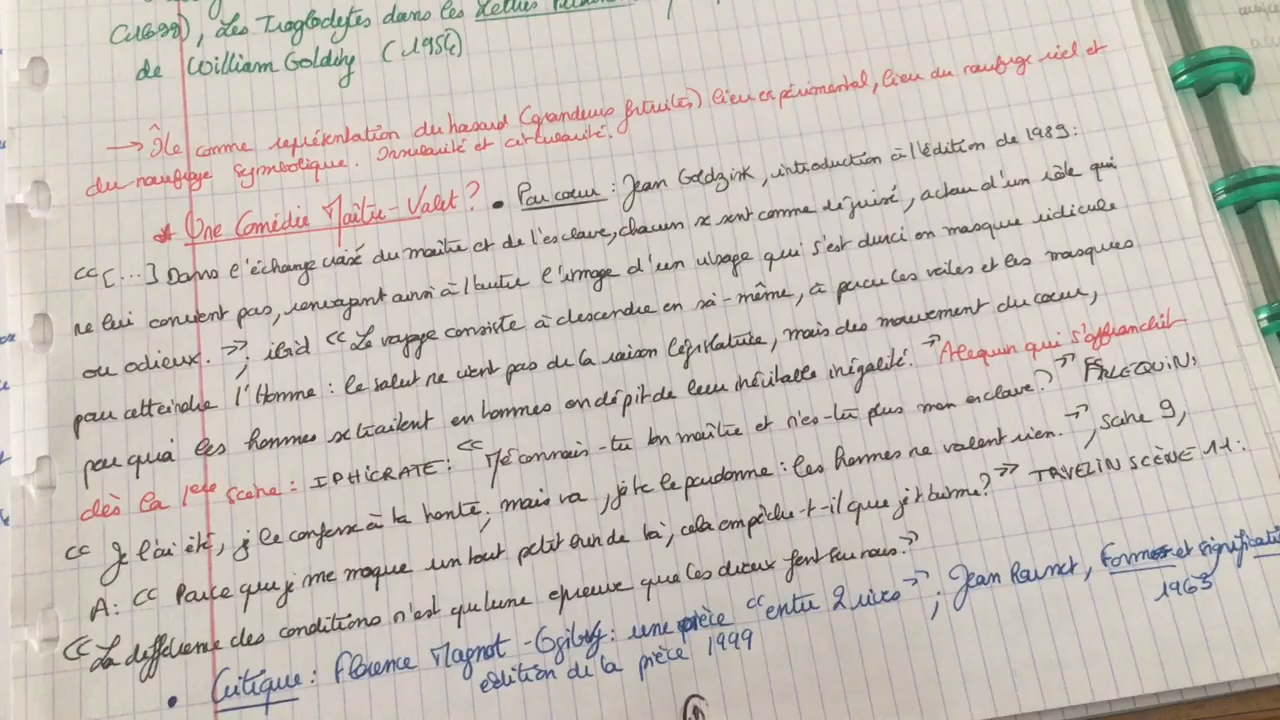 (1699), Les Troglodytes dans les Lettres
de William Golding (1954)
→ Île comme représentation du hasard (grandeurs fortuites) lieu expérimental, lieu du naufrage réel et
du naufrage symbolique. Insularité et circularité.
* Une Comédie Maître-Valet ? • Par cœur : Jean Goldzink, introduction à l'édition de 1989 :
<< [...] Dans l'échange croisé du maître et de l'esclave, chacun se sent comme déguisé, acteur d'un rôle qui
ne lui convient pas, renvoyant ainsi à l'autre l'image d'un usage qui s'est durci en masque ridicule
ou odieux. >> ; ibid << Le voyage consiste à descendre en soi-même, à percer les voiles et les masques
pour atteindre l'Homme : le salut ne vient pas de la raison législatrice, mais des mouvement du cœur,
par quoi les hommes se traitent en hommes en dépit de leur inévitable inégalité. >> Arlequin qui s'affranchit
dès la 1ère scène : IPHICRATE : << Méconnais-tu ton maître et n'es-tu plus mon esclave ? >> ARLEQUIN :
<< Je l'ai été, je le confesse à ta honte, mais va, je te le pardonne : les hommes ne valent rien. >>, scène 9,
A : << Parce que je me moque un tout petit de toi ; cela empêche-t-il que je t'aime ? >> TRIVELIN SCÈNE 11 :
<< La différence des conditions n'est qu'une épreuve que les dieux font sur nous. >>
• Critique : Florence Magnot-Ogilvy : une pièce << entre 2 rives >> ; Jean Rousset, Forme et signification
édition de la pièce 1999 1963